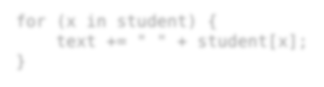 for (x in student) {
    text += " " + student[x];
}